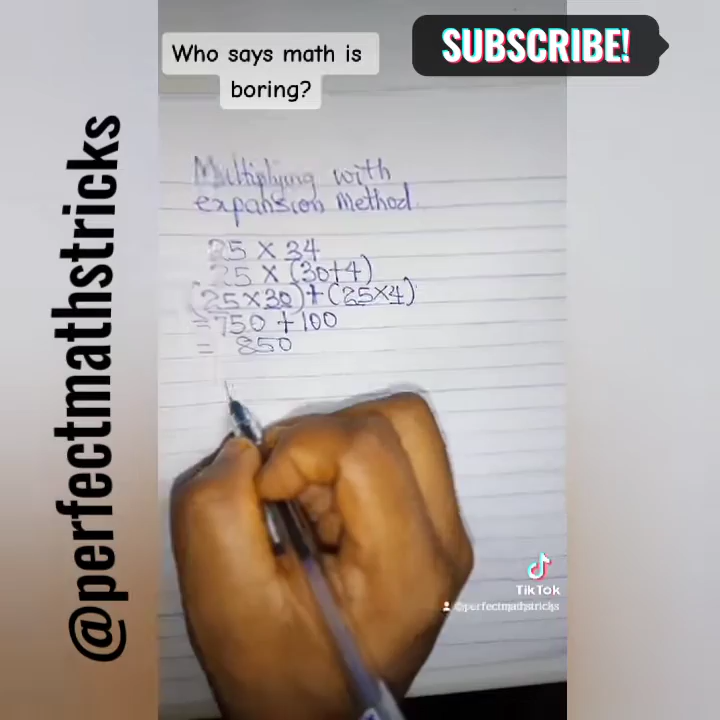 Who says math is
boring?
SUBSCRIBE!
@perfectmathstricks
Multiplying with
expansion method
25 × 34
25 × (30+4)
(25×30)+(25×4)
=750 +100
= 850
TikTok
@perfectmathstricks